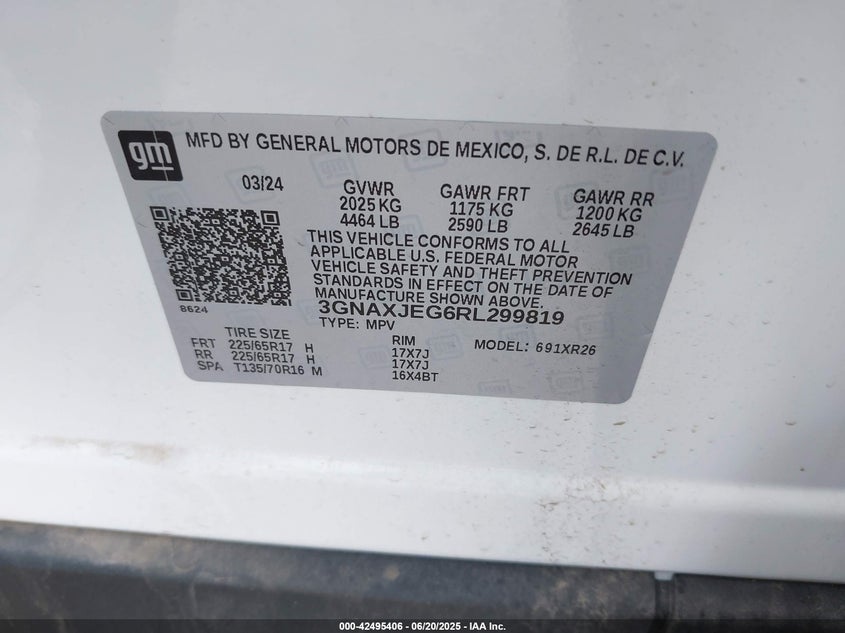 gm
MFD BY GENERAL MOTORS DE MEXICO, S. DE R.L. DE C.V.
03/24 GVWR GAWR FRT GAWR RR
2025 KG 1175 KG 1200 KG
4464 LB 2590 LB 2645 LB
THIS VEHICLE CONFORMS TO ALL
APPLICABLE U.S. FEDERAL MOTOR
VEHICLE SAFETY AND THEFT PREVENTION
STANDARDS IN EFFECT ON THE DATE OF
MANUFACTURE SHOWN ABOVE.
8624
3GNAXJEG6RL299819
TYPE: MPV
TIRE SIZE RIM MODEL: 691XR26
FRT 225/65R17 H 17X7J
RR 225/65R17 H 17X7J
SPA T135/70R16 M 16X4BT
000-42495406 - 06/20/2025 - IAA Inc.